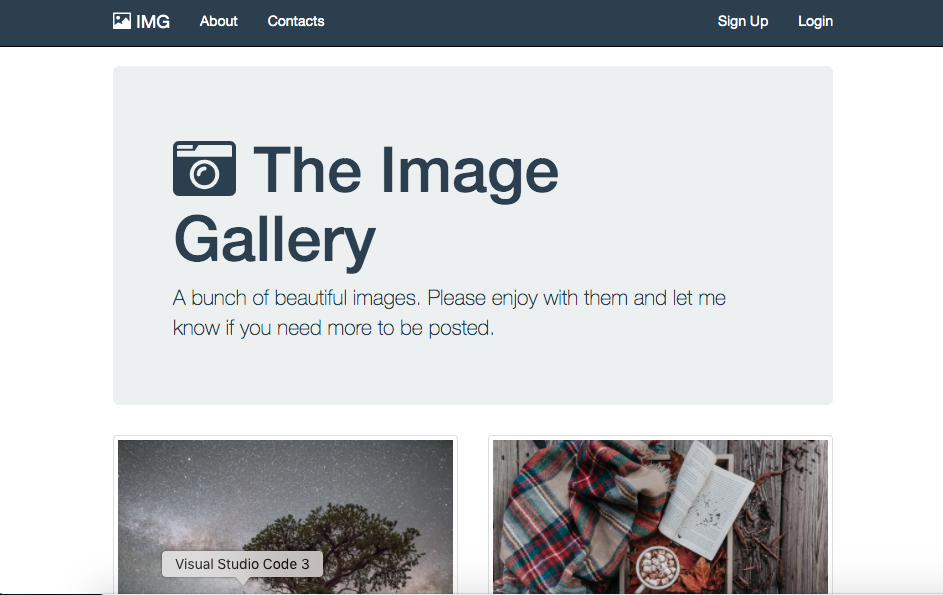 IMG About Contacts Sign Up Login
The Image
Gallery
A bunch of beautiful images. Please enjoy with them and let me
know if you need more to be posted.
Visual Studio Code 3